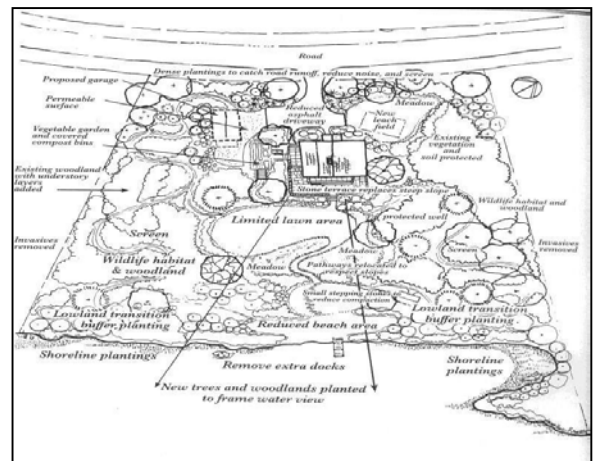 Road
Dense plantings to catch road runoff, reduce noise, and screen
Proposed garage
Permeable
surface
Reduced
asphalt
driveway
Meadow
New
leach
field
Vegetable garden
and covered
compost bins
Existing
vegetation
and
soil protected
Existing woodland
with understory
layers
added
Stone terrace replaces steep slope
Wildlife habitat
and
woodland
Limited lawn area
protected well
Screen
Invasives
removed
Wildlife habitat
& woodland
Meadow
Meadow
Pathways relocated to
respect slopes
Screen
Invasives
removed
Small stepping stones to
reduce compaction
Lowland transition
buffer planting
Lowland transition
buffer planting
Reduced beach area
Shoreline plantings
Remove extra docks
Shoreline
plantings
New trees and woodlands planted
to frame water view